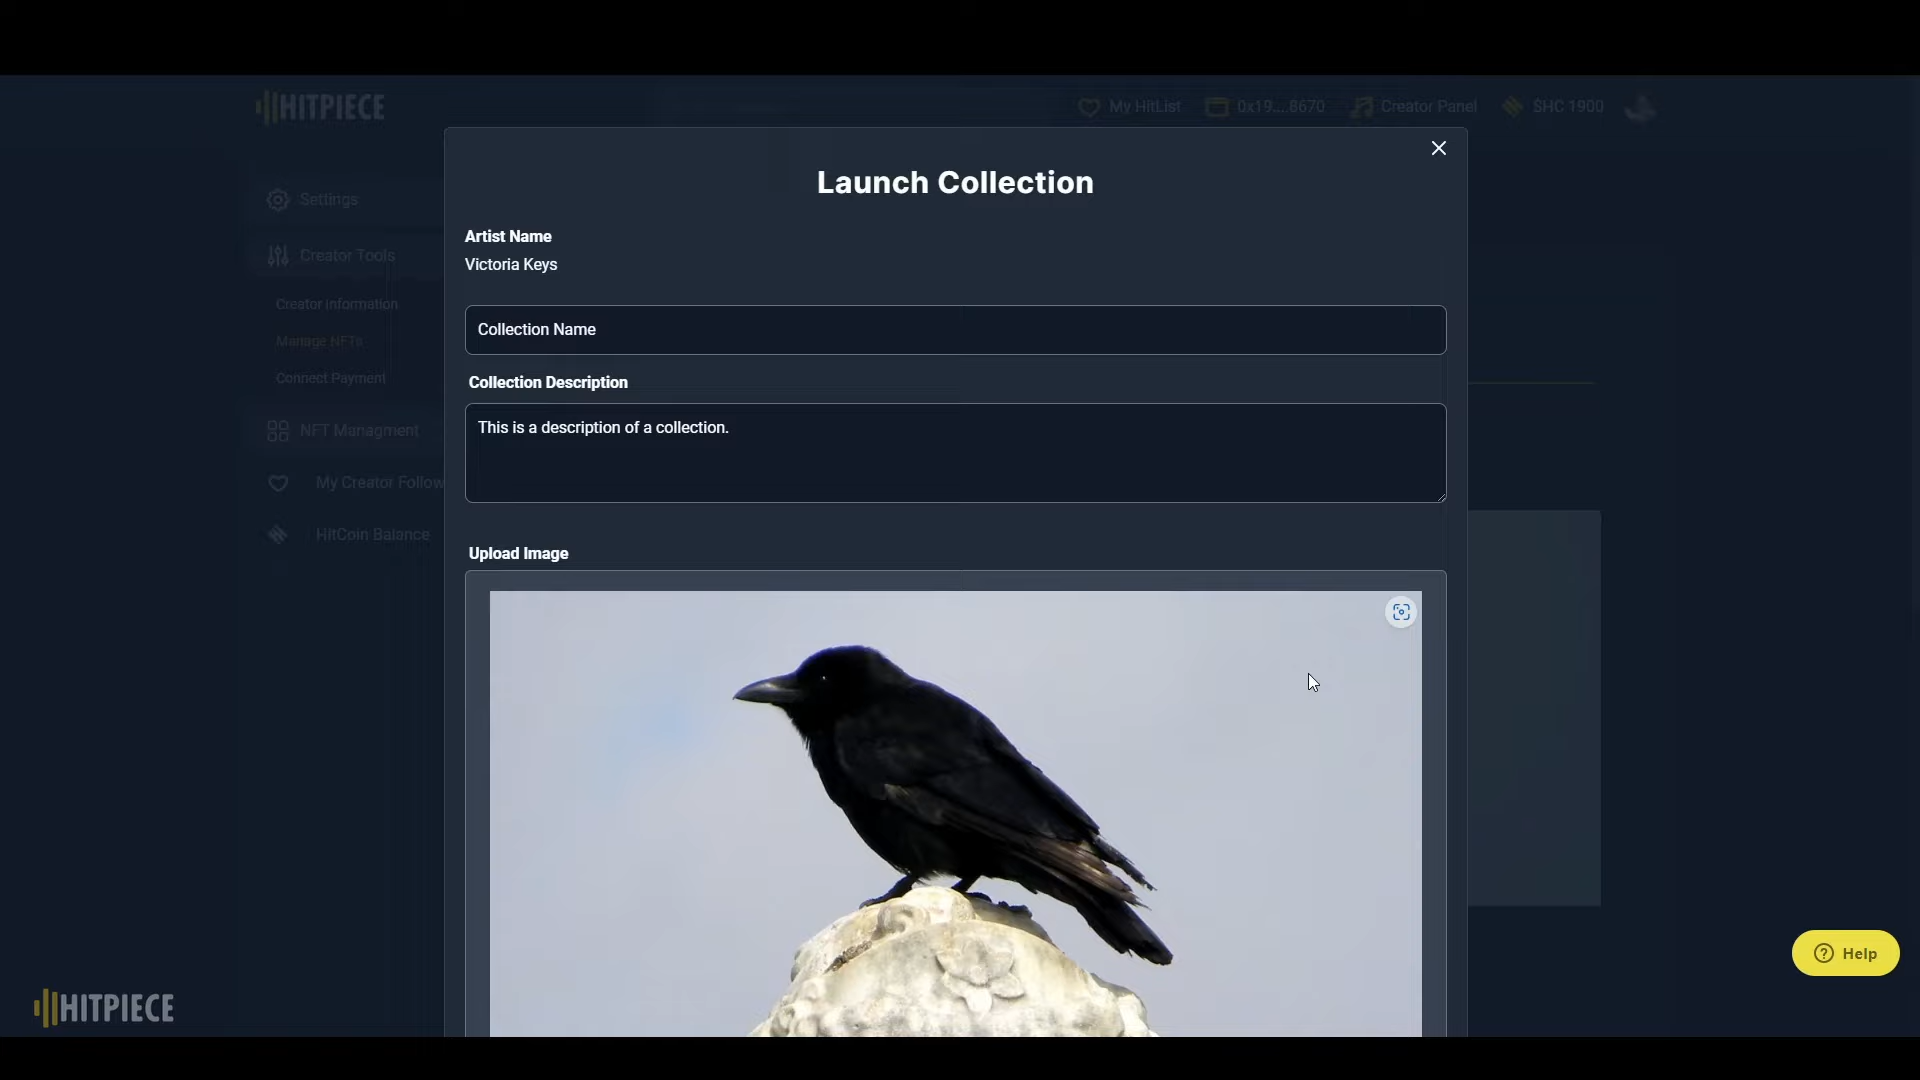 HITPIECE
My HitList
0x19....8670
Creator Panel
$HC 1900
Launch Collection
Settings
Artist Name
Victoria Keys
Creator Tools
Creator Information
Collection Name
Manage NFTs
Connect Payment
Collection Description
This is a description of a collection.
NFT Managment
My Creator Follow
HitCoin Balance
Upload Image
Help
HITPIECE